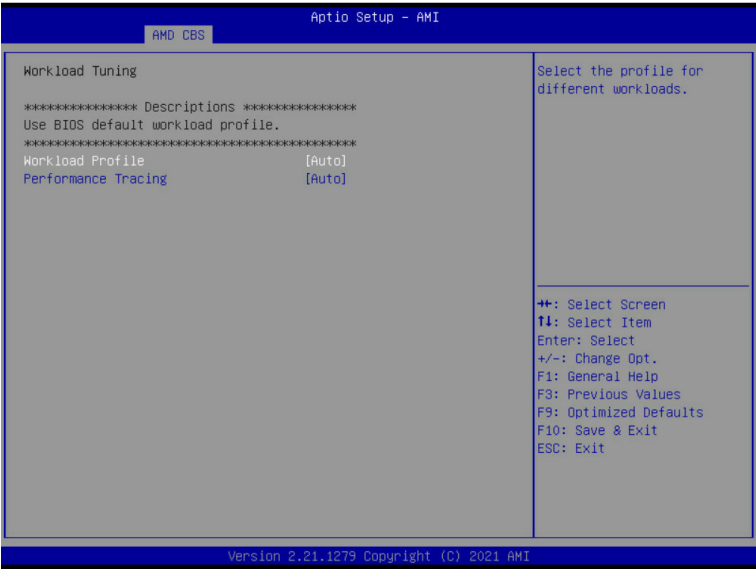 Aptio Setup – AMI
AMD CBS
Workload Tuning
*************** Descriptions ***************
Use BIOS default workload profile.
********************************************
Workload Profile [Auto]
Performance Tracing [Auto]
Select the profile for
different workloads.
→←: Select Screen
↑↓: Select Item
Enter: Select
+/-: Change Opt.
F1: General Help
F3: Previous Values
F9: Optimized Defaults
F10: Save & Exit
ESC: Exit
Version 2.21.1279 Copyright (C) 2021 AMI